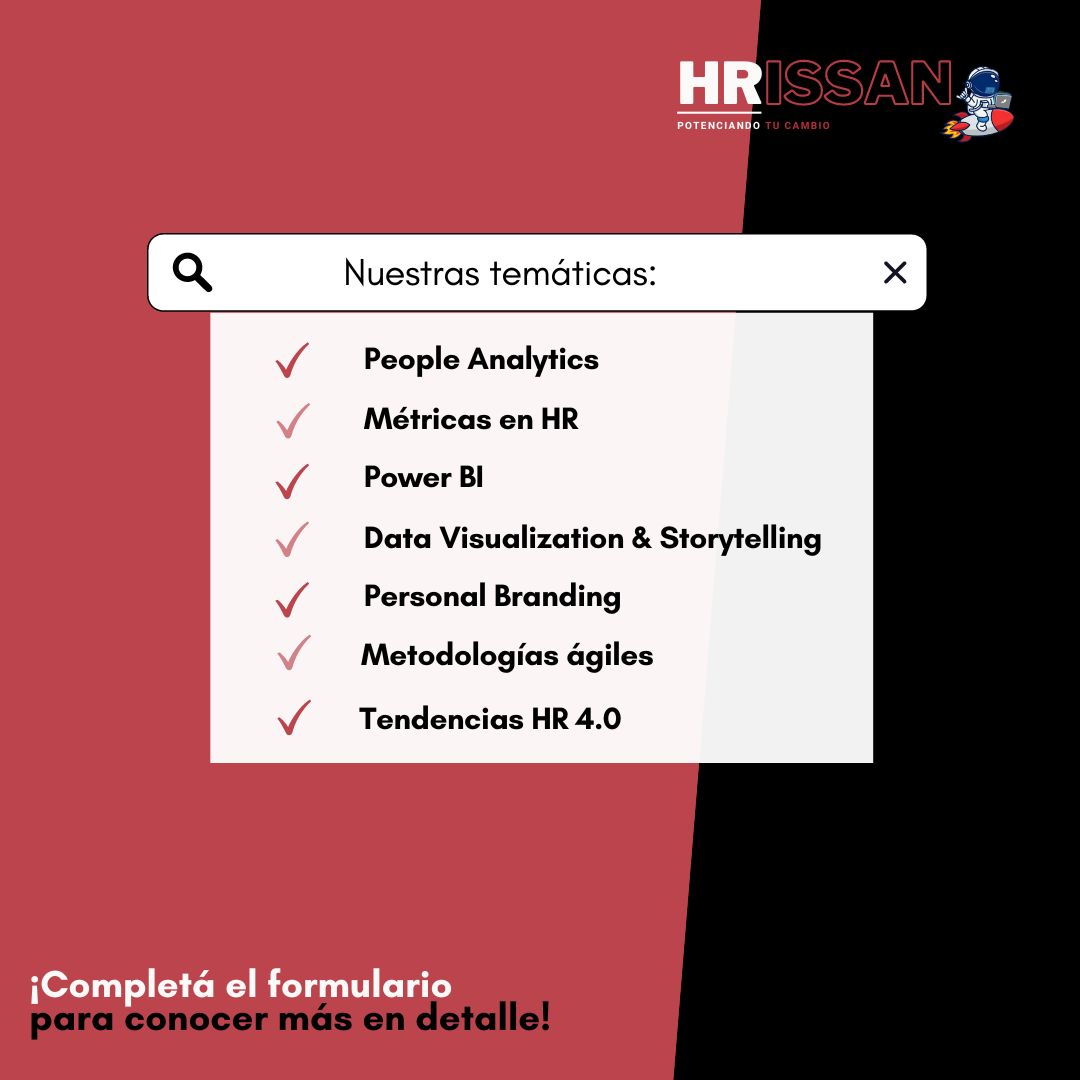 HRISSAN
POTENCIANDO TU CAMBIO
Nuestras temáticas:
People Analytics
Métricas en HR
Power BI
Data Visualization & Storytelling
Personal Branding
Metodologías ágiles
Tendencias HR 4.0
¡Completá el formulario
para conocer más en detalle!